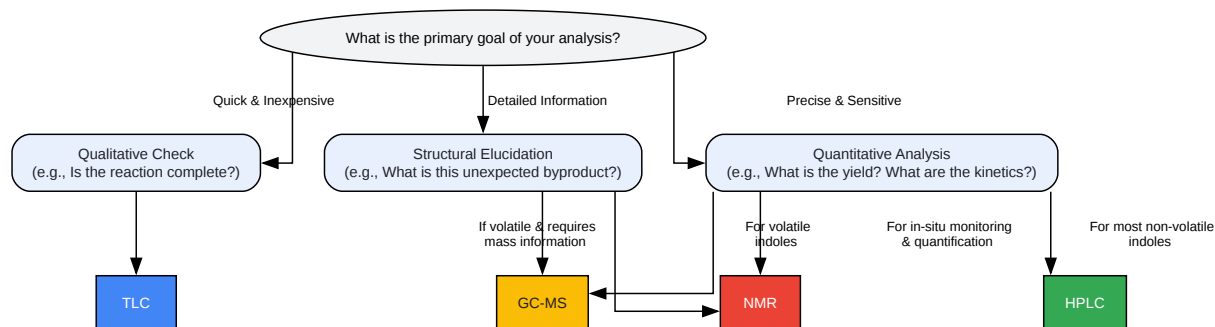 What is the primary goal of your analysis?
Quick & Inexpensive
Detailed Information
Precise & Sensitive
Qualitative Check
(e.g., Is the reaction complete?)
Structural Elucidation
(e.g., What is this unexpected byproduct?)
Quantitative Analysis
(e.g., What is the yield? What are the kinetics?)
If volatile & requires
mass information
For volatile
indoles
For in-situ monitoring
& quantification
For most non-volatile
indoles
TLC
GC-MS
NMR
HPLC